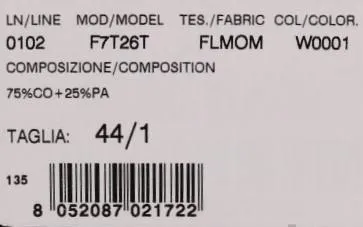 LN/LINE MOD/MODEL TES./FABRIC COL/COLOR.
0102 F7T26T FLMOM W0001
COMPOSIZIONE/COMPOSITION
75%CO+25%PA
TAGLIA: 44/1
135
8 052087 021722